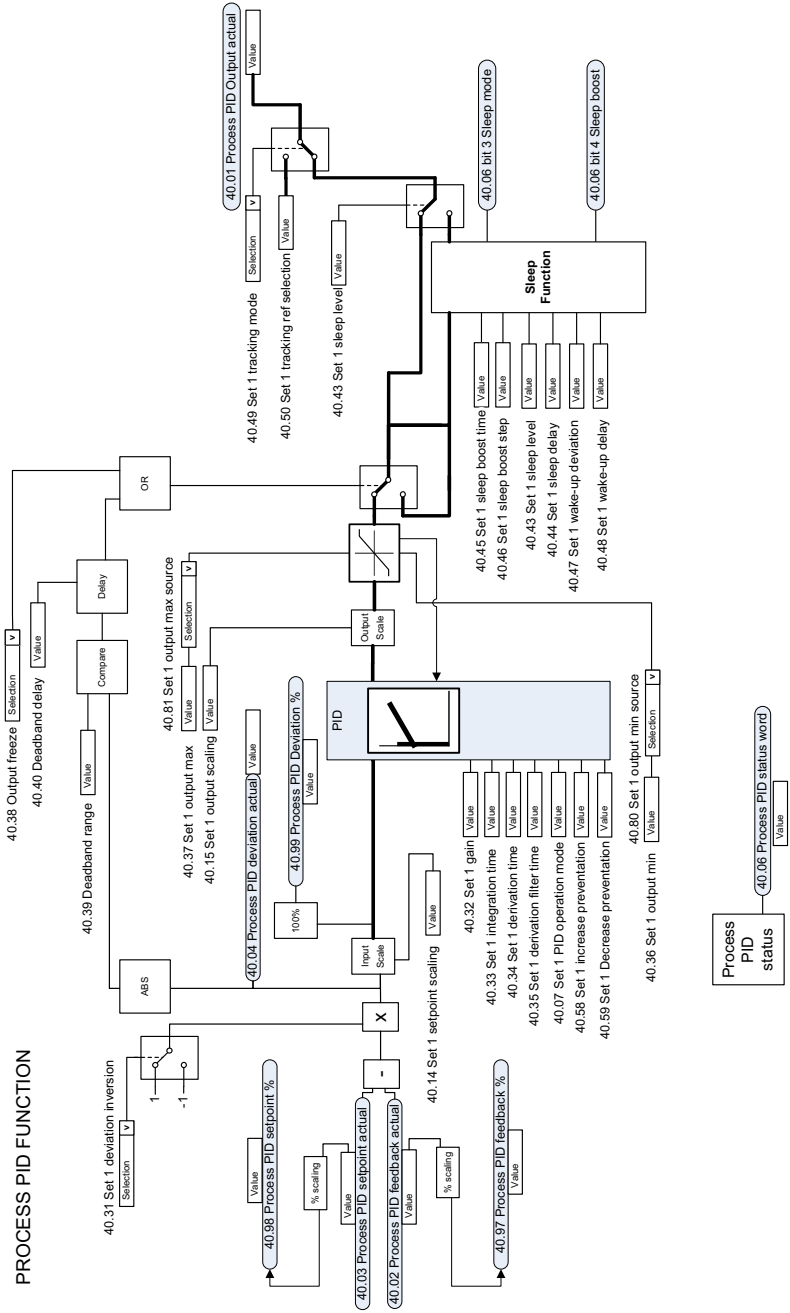 PROCESS PID FUNCTION
40.31 Set 1 deviation inversion
Selection
v
1
-1
Value
40.98 Process PID setpoint %
% scaling
Value
40.03 Process PID setpoint actual
40.02 Process PID feedback actual
Value
% scaling
40.97 Process PID feedback %
Value
-
X
ABS
40.04 Process PID deviation actual
Value
Input
Scale
40.14 Set 1 setpoint scaling
Value
100%
40.99 Process PID Deviation %
Value
40.38 Output freeze
Selection
v
40.40 Deadband delay
Value
40.39 Deadband range
Value
Compare
Delay
OR
40.81 Set 1 output max source
40.37 Set 1 output max
Value
Selection
v
40.15 Set 1 output scaling
Value
PID
Output
Scale
40.32 Set 1 gain
Value
40.33 Set 1 integration time
Value
40.34 Set 1 derivation time
Value
40.35 Set 1 derivation filter time
Value
40.07 Set 1 PID operation mode
Value
40.58 Set 1 increase preventation
Value
40.59 Set 1 Decrease preventation
Value
40.80 Set 1 output min source
40.36 Set 1 output min
Value
Selection
v
40.49 Set 1 tracking mode
Selection
v
40.50 Set 1 tracking ref selection
Value
40.43 Set 1 sleep level
Value
40.01 Process PID Output actual
Value
40.45 Set 1 sleep boost time
Value
40.46 Set 1 sleep boost step
Value
40.43 Set 1 sleep level
Value
40.44 Set 1 sleep delay
Value
40.47 Set 1 wake-up deviation
Value
40.48 Set 1 wake-up delay
Value
Sleep
Function
40.06 bit 3 Sleep mode
40.06 bit 4 Sleep boost
Process
PID
status
40.06 Process PID status word
Value